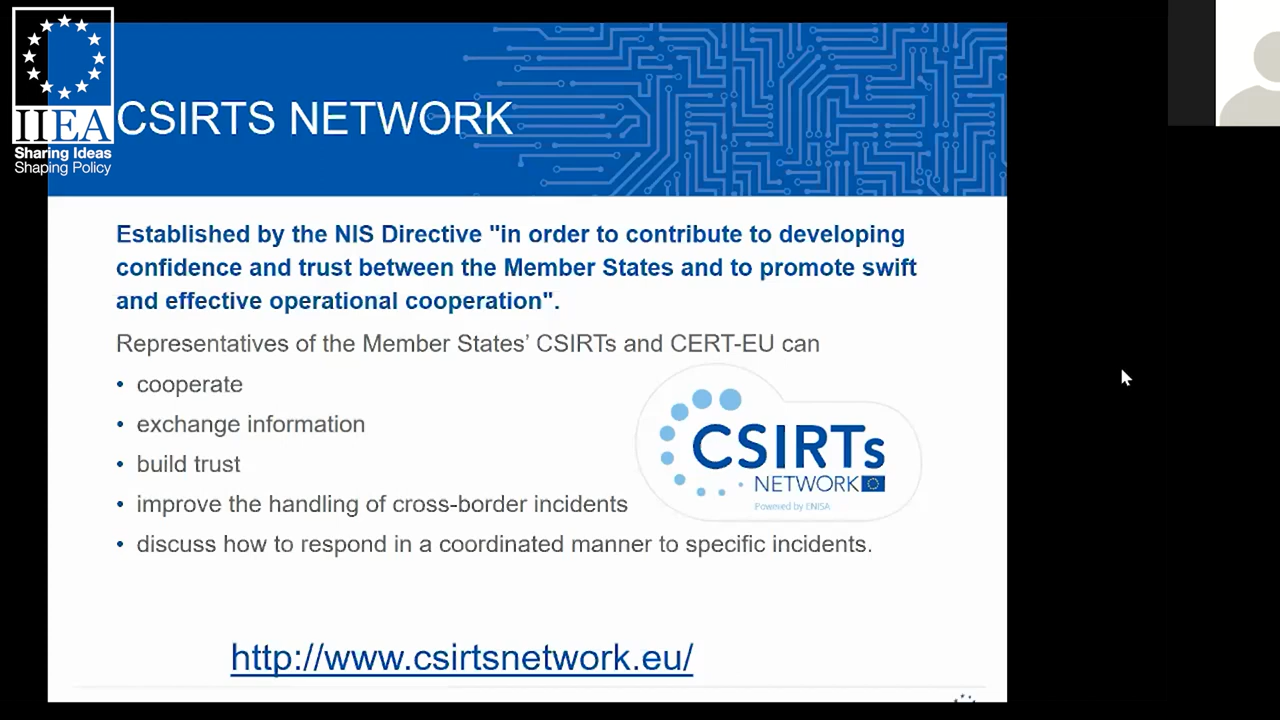 IIEA
Sharing Ideas
Shaping Policy
CSIRTS NETWORK
Established by the NIS Directive "in order to contribute to developing
confidence and trust between the Member States and to promote swift
and effective operational cooperation".
Representatives of the Member States’ CSIRTs and CERT-EU can
• cooperate
• exchange information
• build trust
• improve the handling of cross-border incidents
• discuss how to respond in a coordinated manner to specific incidents.
CSIRTs
NETWORK
Powered by ENISA
http://www.csirtsnetwork.eu/